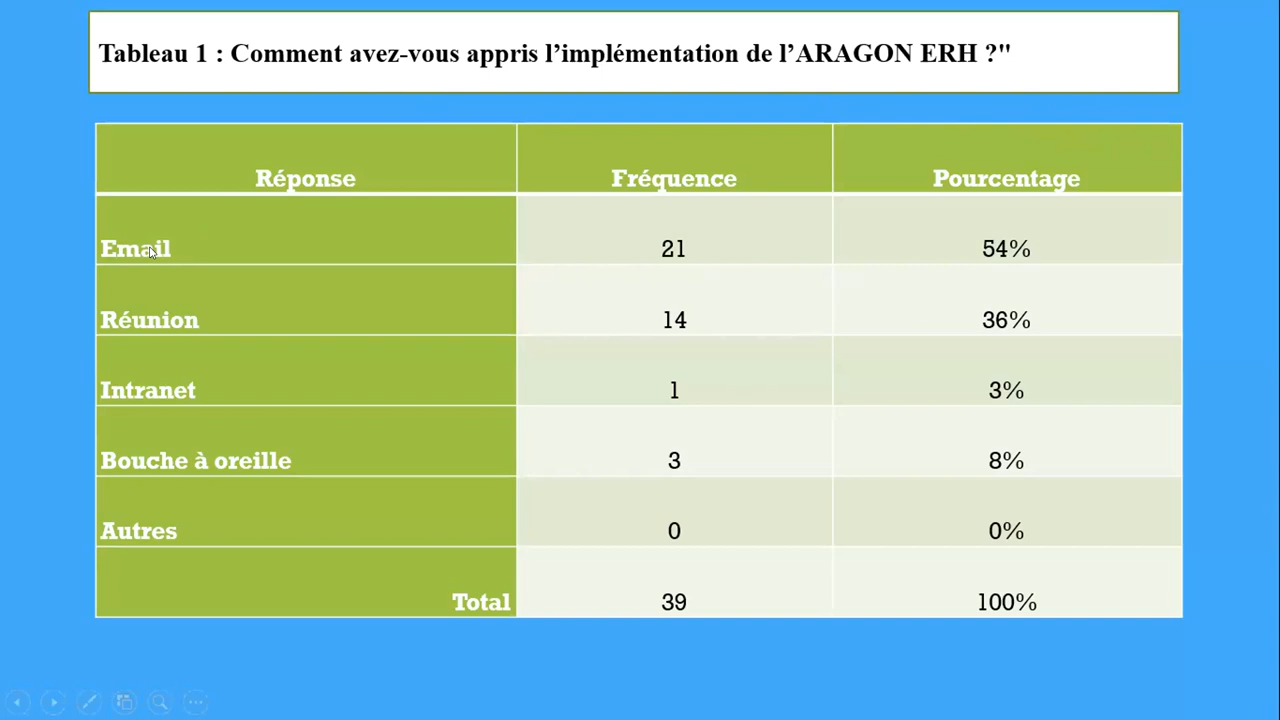 Tableau 1 : Comment avez-vous appris l’implémentation de l’ARAGON ERH ?"
Réponse Fréquence Pourcentage
Email 21 54%
Réunion 14 36%
Intranet 1 3%
Bouche à oreille 3 8%
Autres 0 0%
Total 39 100%